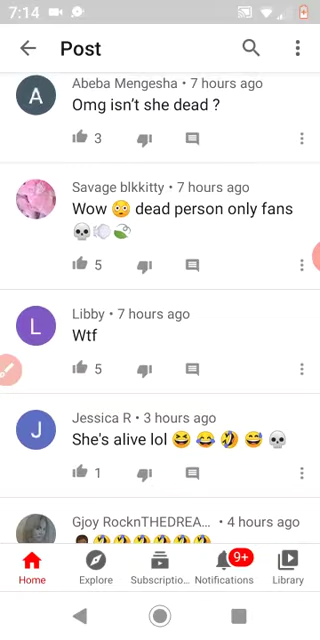 7:14
Post
Abeba Mengesha • 7 hours ago
Omg isn't she dead ?
3
Savage blkkitty • 7 hours ago
Wow 😳 dead person only fans
💀💨🍃
5
Libby • 7 hours ago
Wtf
5
Jessica R • 3 hours ago
She's alive lol 😆 😂 🤣 😅 💀
1
Gjoy RocknTHEDREA... • 4 hours ago
9+
Home Explore Subscriptio... Notifications Library